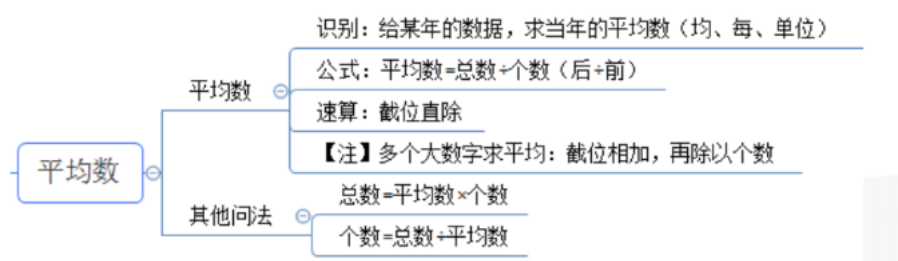 识别：给某年的数据，求当年的平均数（均、每、单位）
公式：平均数=总数÷个数（后÷前）
平均数
速算：截位直除
【注】多个大数字求平均：截位相加，再除以个数
平均数
总数=平均数×个数
其他问法
个数=总数÷平均数